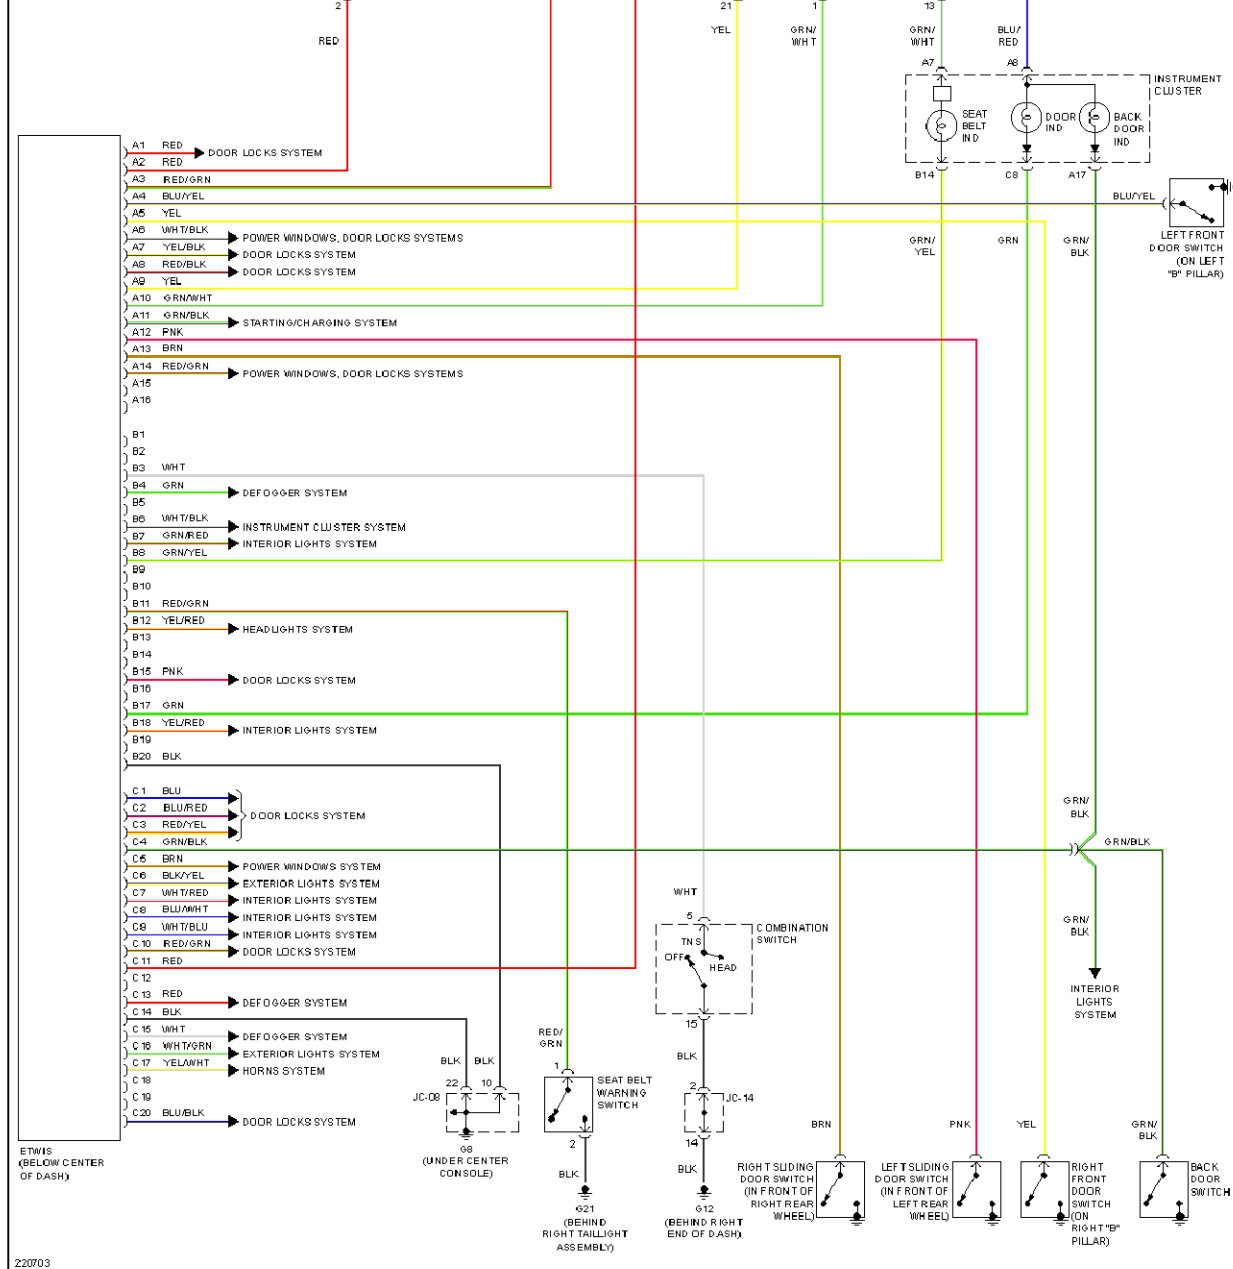 2
21
1
13
RED
YEL
GRN/
WHT
GRN/
WHT
BLU/
RED
A7
A8
INSTRUMENT
CLUSTER
SEAT
BELT
IND
DOOR
IND
BACK
DOOR
IND
B14
C8
A17
BLU/YEL
LEFT FRONT
DOOR SWITCH
(ON LEFT
"B" PILLAR)
GRN/
YEL
GRN
GRN/
BLK
A1 RED DOOR LOCKS SYSTEM
A2 RED
A3 RED/GRN
A4 BLU/YEL
A5 YEL
A6 WHT/BLK POWER WINDOWS, DOOR LOCKS SYSTEMS
A7 YEL/BLK DOOR LOCKS SYSTEM
A8 RED/BLK DOOR LOCKS SYSTEM
A9 YEL
A10 GRN/WHT
A11 GRN/BLK STARTING/CHARGING SYSTEM
A12 PNK
A13 BRN
A14 RED/GRN POWER WINDOWS, DOOR LOCKS SYSTEMS
A15
A16
B1
B2
B3 WHT
B4 GRN DEFOGGER SYSTEM
B5
B6 WHT/BLK INSTRUMENT CLUSTER SYSTEM
B7 GRN/RED INTERIOR LIGHTS SYSTEM
B8 GRN/YEL
B9
B10
B11 RED/GRN
B12 YEL/RED HEADLIGHTS SYSTEM
B13
B14
B15 PNK DOOR LOCKS SYSTEM
B16
B17 GRN
B18 YEL/RED INTERIOR LIGHTS SYSTEM
B19
B20 BLK
C1 BLU
C2 BLU/RED DOOR LOCKS SYSTEM
C3 RED/YEL
C4 GRN/BLK
C5 BRN POWER WINDOWS SYSTEM
C6 BLK/YEL EXTERIOR LIGHTS SYSTEM
C7 WHT/RED INTERIOR LIGHTS SYSTEM
C8 BLU/WHT INTERIOR LIGHTS SYSTEM
C9 WHT/BLU INTERIOR LIGHTS SYSTEM
C10 RED/GRN DOOR LOCKS SYSTEM
C11 RED
C12
C13 RED DEFOGGER SYSTEM
C14 BLK
C15 WHT DEFOGGER SYSTEM
C16 WHT/GRN EXTERIOR LIGHTS SYSTEM
C17 YEL/WHT HORNS SYSTEM
C18
C19
C20 BLU/BLK DOOR LOCKS SYSTEM
ETWIS
(BELOW CENTER
OF DASH)
GRN/
BLK
GRN/BLK
GRN/
BLK
INTERIOR
LIGHTS
SYSTEM
WHT
5
COMBINATION
SWITCH
TNS
OFF
HEAD
15
BLK
2
JC-14
14
BLK
G12
(BEHIND RIGHT
END OF DASH)
BLK
BLK
22
10
JC-08
G8
(UNDER CENTER
CONSOLE)
RED/
GRN
1
SEAT BELT
WARNING
SWITCH
2
BLK
G21
(BEHIND
RIGHT TAILLIGHT
ASSEMBLY)
BRN
RIGHT SLIDING
DOOR SWITCH
(IN FRONT OF
RIGHT REAR
WHEEL)
PNK
LEFT SLIDING
DOOR SWITCH
(IN FRONT OF
LEFT REAR
WHEEL)
YEL
RIGHT
FRONT
DOOR
SWITCH
(ON
RIGHT "B"
PILLAR)
GRN/
BLK
BACK
DOOR
SWITCH
220703